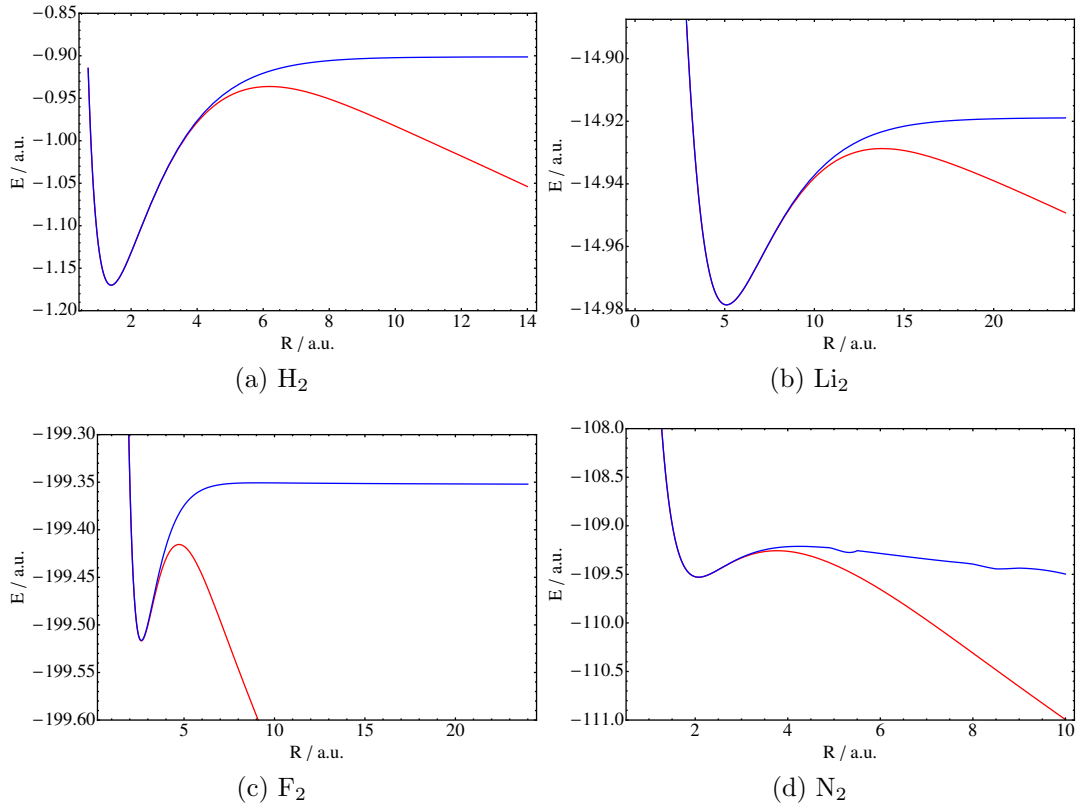 −0.85
−0.90
−0.95
−1.00
−1.05
−1.10
−1.15
−1.20
E / a.u.
2 4 6 8 10 12 14
R / a.u.
(a) H₂
−14.90
−14.92
−14.94
−14.96
−14.98
E / a.u.
0 5 10 15 20
R / a.u.
(b) Li₂
−199.30
−199.35
−199.40
−199.45
−199.50
−199.55
−199.60
E / a.u.
5 10 15 20
R / a.u.
(c) F₂
−108.0
−108.5
−109.0
−109.5
−110.0
−110.5
−111.0
E / a.u.
2 4 6 8 10
R / a.u.
(d) N₂